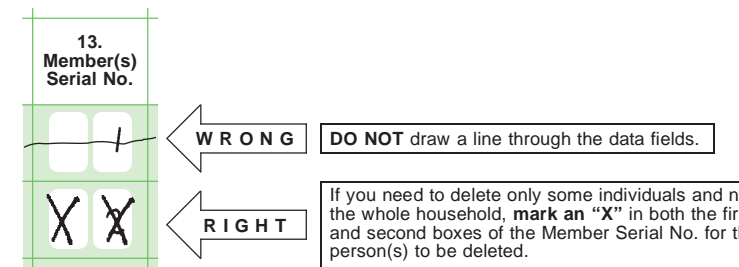 13.
Member(s)
Serial No.
1
WRONG
DO NOT draw a line through the data fields.
X X
RIGHT
If you need to delete only some individuals and n
the whole household, mark an “X” in both the fir
and second boxes of the Member Serial No. for t
person(s) to be deleted.